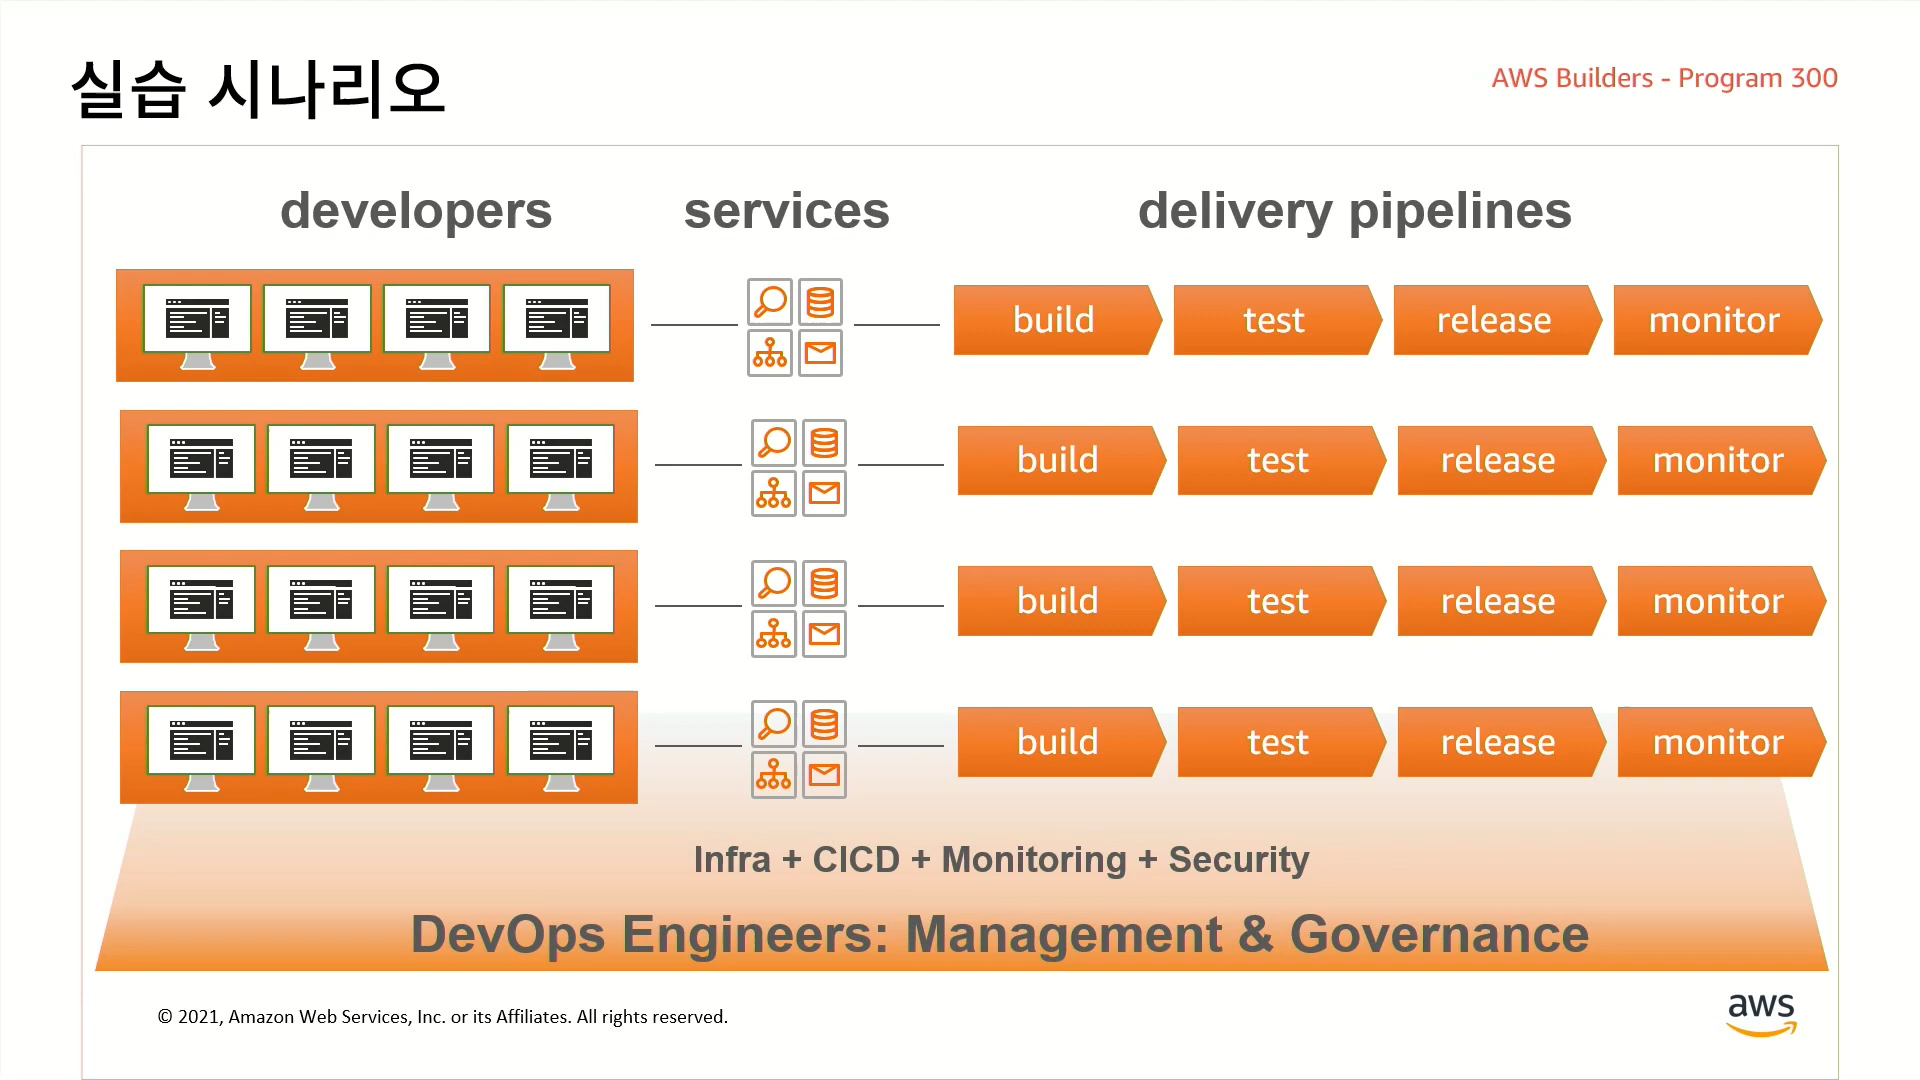 실습 시나리오
AWS Builders - Program 300
developers
services
delivery pipelines
build
test
release
monitor
build
test
release
monitor
build
test
release
monitor
build
test
release
monitor
Infra + CICD + Monitoring + Security
DevOps Engineers: Management & Governance
© 2021, Amazon Web Services, Inc. or its Affiliates. All rights reserved.
aws